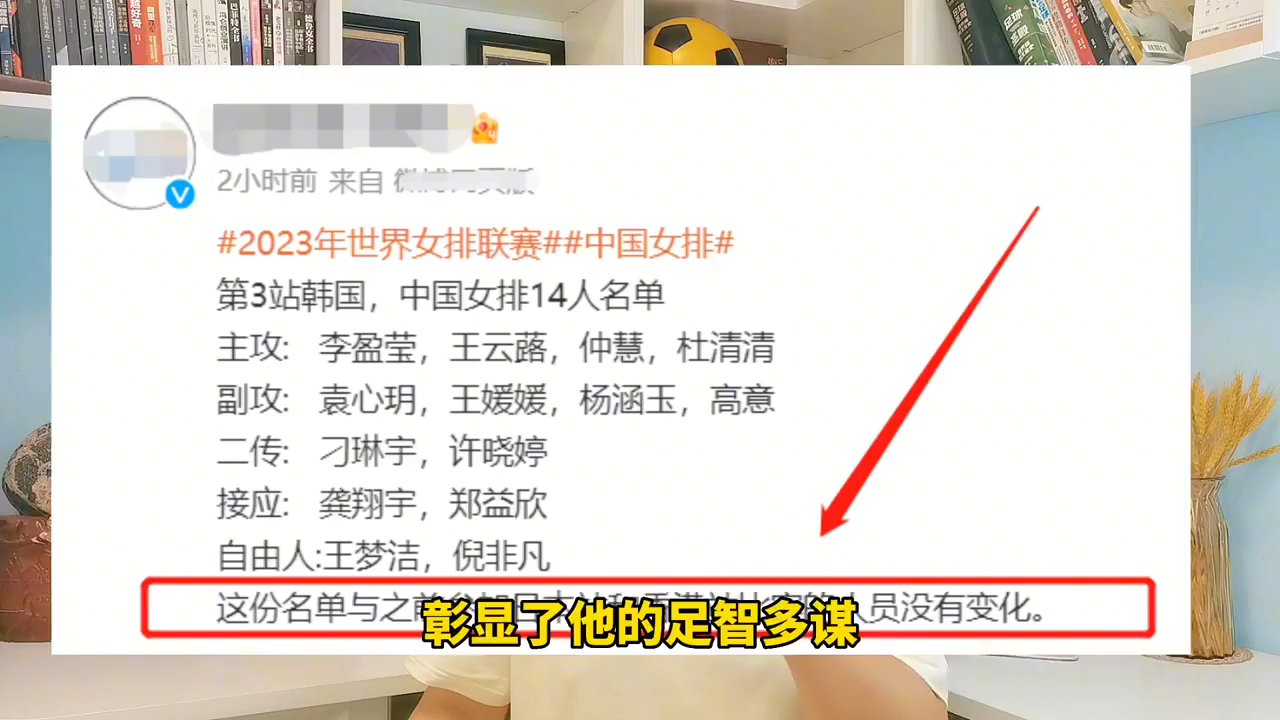 2小时前 来自
#2023年世界女排联赛##中国女排#
第3站韩国，中国女排14人名单
主攻: 李盈莹，王云蕗，仲慧，杜清清
副攻: 袁心玥，王媛媛，杨涵玉，高意
二传: 刁琳宇，许晓婷
接应: 龚翔宇，郑益欣
自由人:王梦洁，倪非凡
这份名单与之前 人员没有变化。
彰显了他的足智多谋